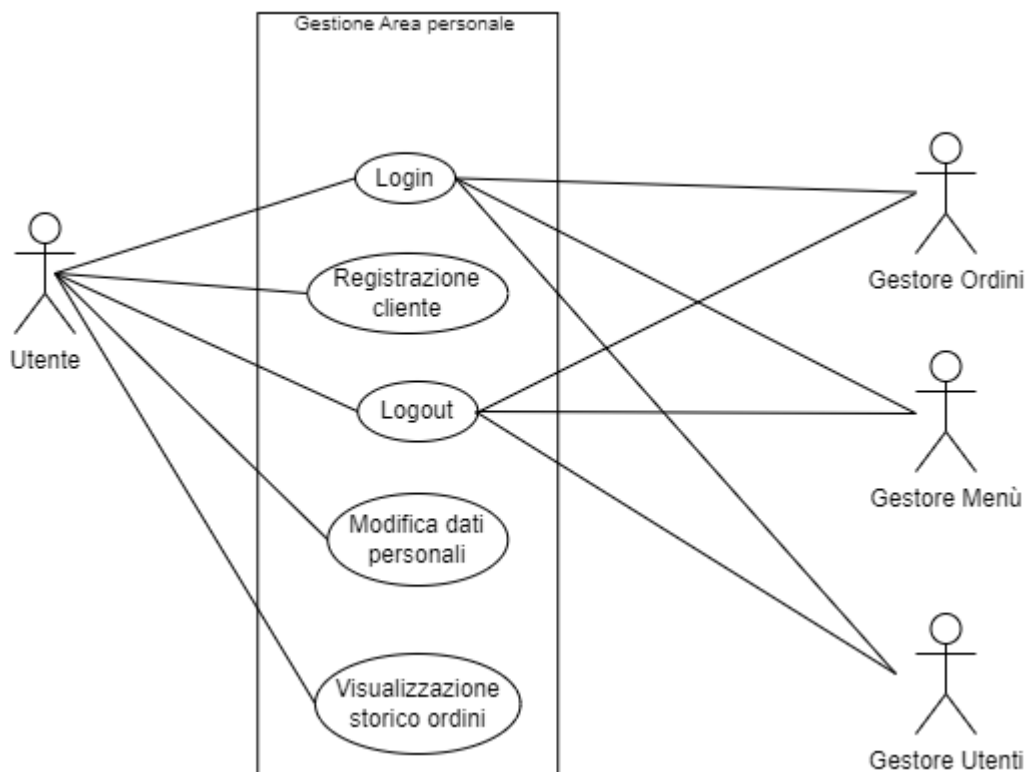 Gestione Area personale
Login
Registrazione
cliente
Logout
Modifica dati
personali
Visualizzazione
storico ordini
Utente
Gestore Ordini
Gestore Menù
Gestore Utenti